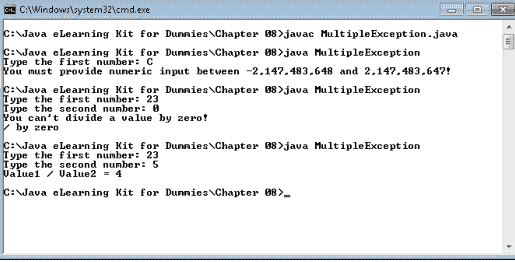 C:\Windows\system32\cmd.exe
C:\Java eLearning Kit for Dummies\Chapter 08>javac MultipleException.java
C:\Java eLearning Kit for Dummies\Chapter 08>java MultipleException
Type the first number: C
You must provide numeric input between -2,147,483,648 and 2,147,483,647!
C:\Java eLearning Kit for Dummies\Chapter 08>java MultipleException
Type the first number: 23
Type the second number: 0
You can't divide a value by zero!
/ by zero
C:\Java eLearning Kit for Dummies\Chapter 08>java MultipleException
Type the first number: 23
Type the second number: 5
Value1 / Value2 = 4
C:\Java eLearning Kit for Dummies\Chapter 08>_